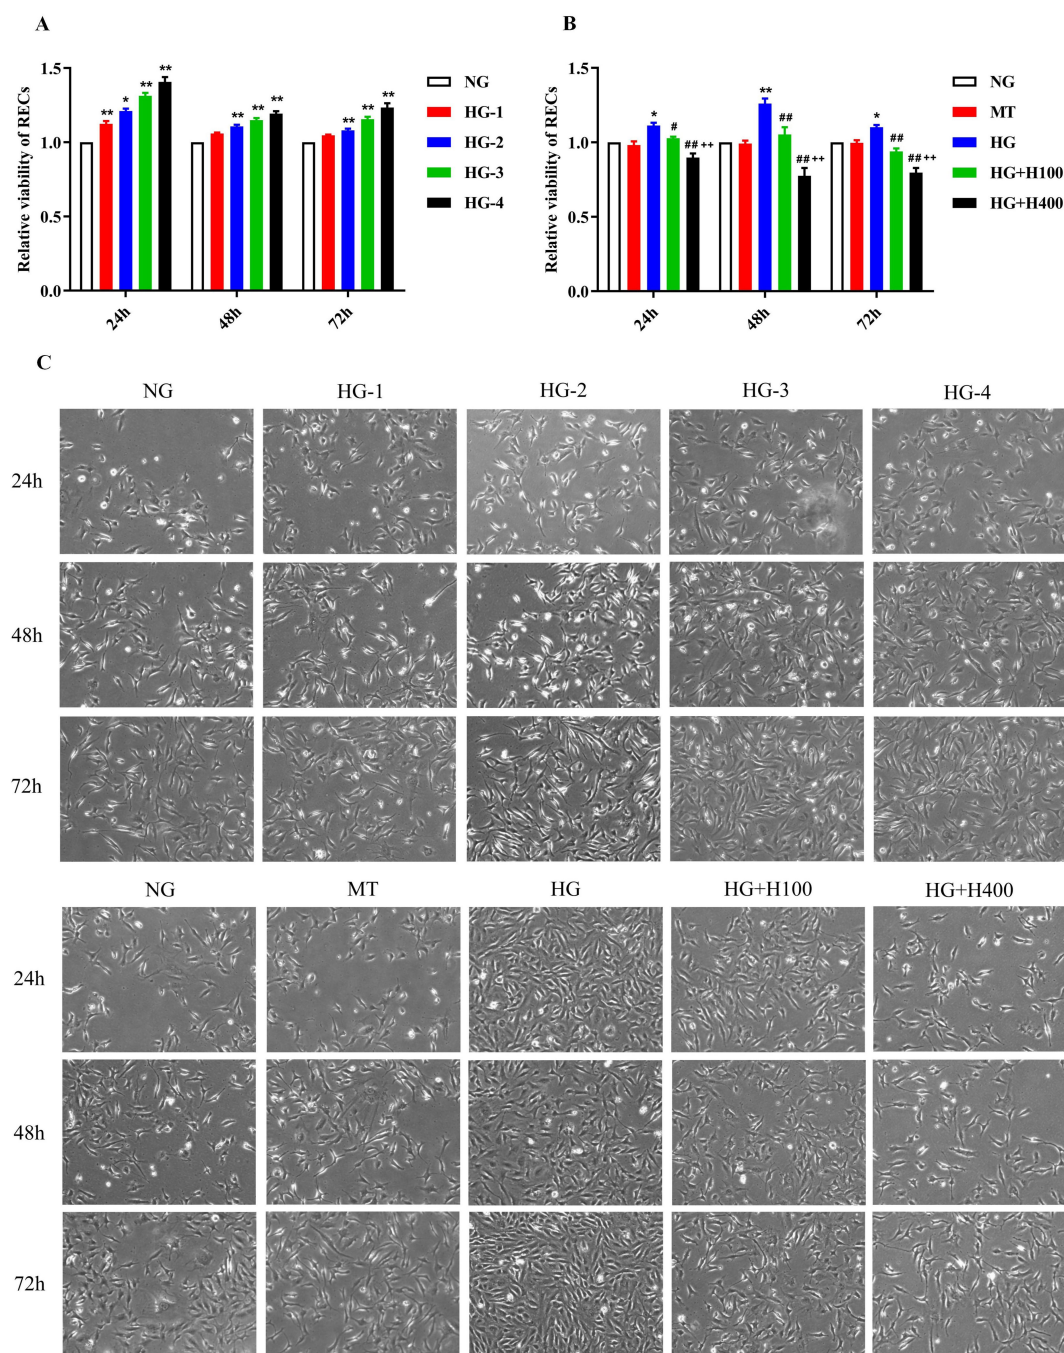 A
Relative viability of RECs
1.5
1.0
0.5
0.0
** * ** **
** ** **
** ** **
24h 48h 72h
NG
HG-1
HG-2
HG-3
HG-4
B
Relative viability of RECs
1.5
1.0
0.5
0.0
* # ## ++
** ## ## ++
* ## ## ++
24h 48h 72h
NG
MT
HG
HG+H100
HG+H400
C
NG HG-1 HG-2 HG-3 HG-4
24h
48h
72h
NG MT HG HG+H100 HG+H400
24h
48h
72h